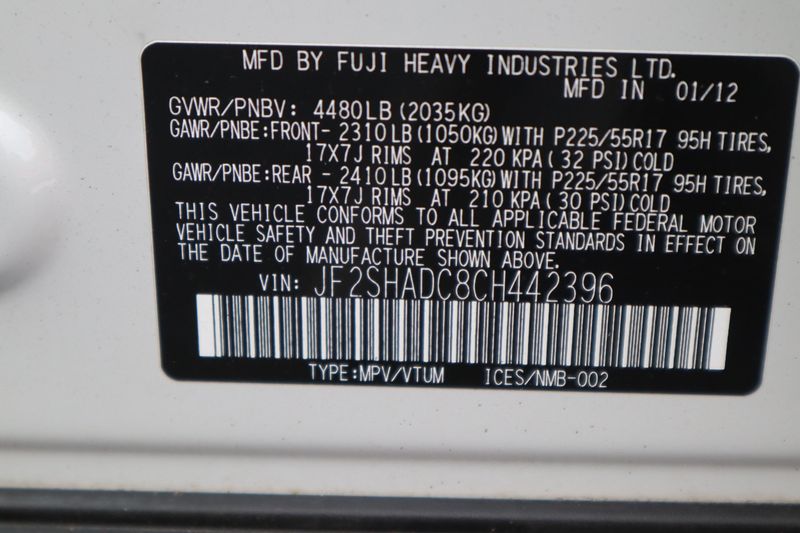 MFD BY FUJI HEAVY INDUSTRIES LTD.
MFD IN 01/12
GVWR/PNBV: 4480LB (2035KG)
GAWR/PNBE:FRONT- 2310LB (1050KG) WITH P225/55R17 95H TIRES,
17X7J RIMS AT 220 KPA ( 32 PSI) COLD
GAWR/PNBE:REAR - 2410LB (1095KG) WITH P225/55R17 95H TIRES,
17X7J RIMS AT 210 KPA ( 30 PSI) COLD
THIS VEHICLE CONFORMS TO ALL APPLICABLE FEDERAL MOTOR
VEHICLE SAFETY AND THEFT PREVENTION STANDARDS IN EFFECT ON
THE DATE OF MANUFACTURE SHOWN ABOVE.
VIN: JF2SHADC8CH442396
TYPE:MPV/VTUM ICES/NMB-002